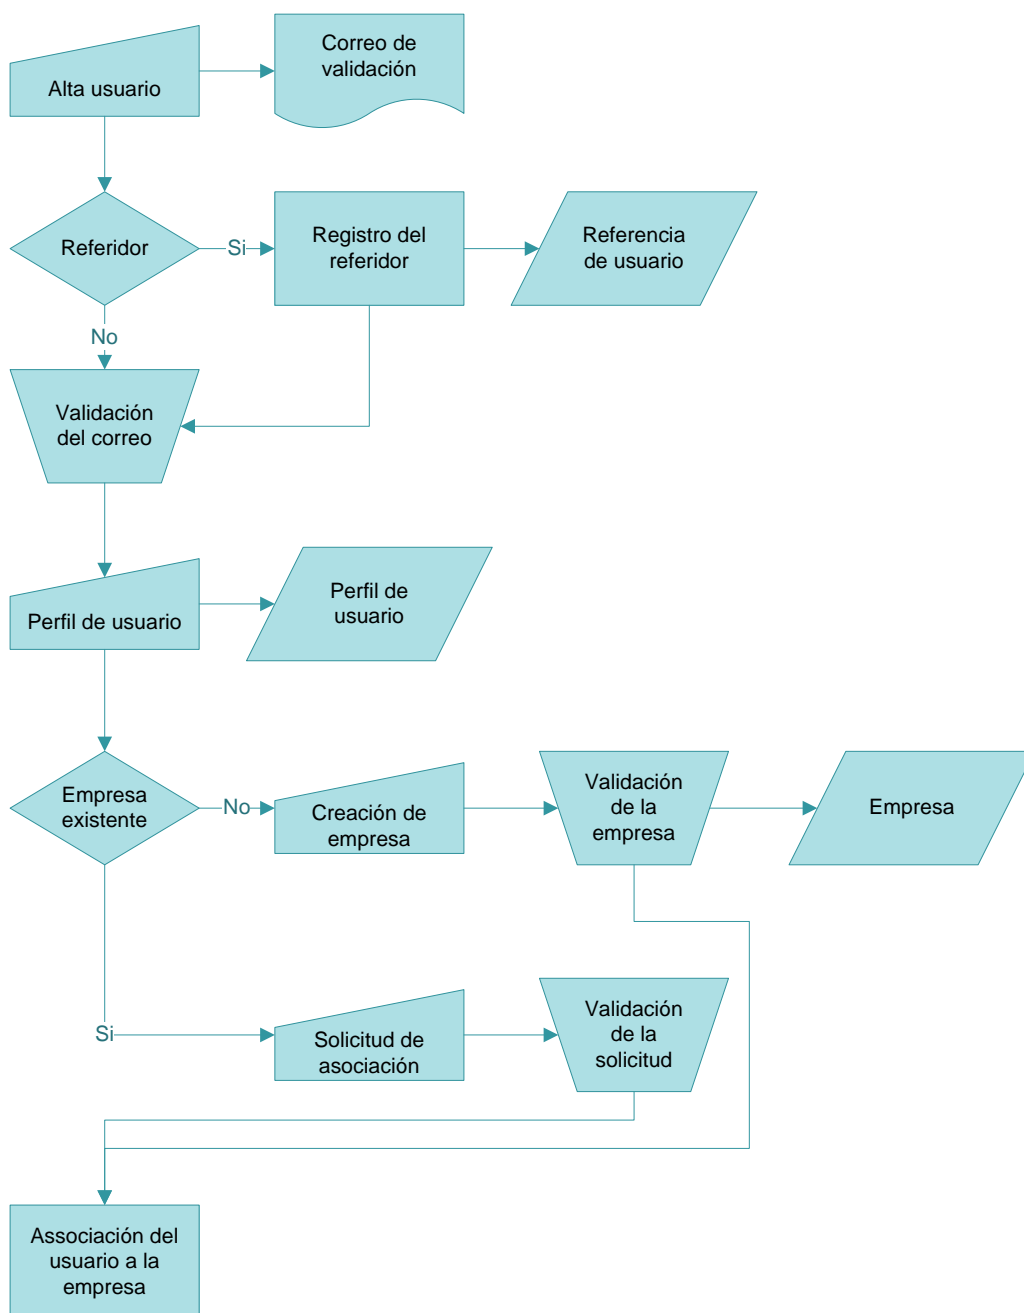 Alta usuario
Correo de
validación
Referidor
Si
Registro del
referidor
Referencia
de usuario
No
Validación
del correo
Perfil de usuario
Perfil de
usuario
Empresa
existente
No
Creación de
empresa
Validación
de la
empresa
Empresa
Si
Solicitud de
asociación
Validación
de la
solicitud
Associación del
usuario a la
empresa